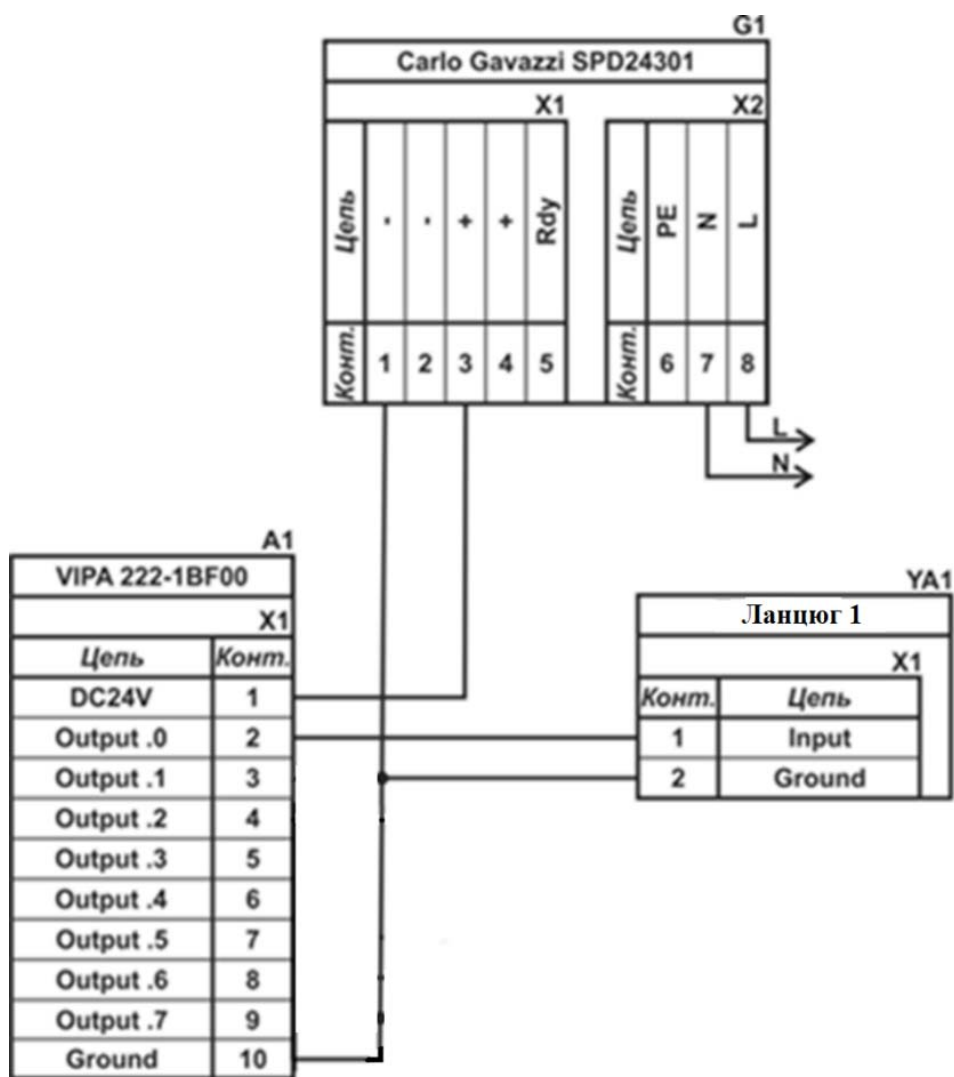 G1
Carlo Gavazzi SPD24301
X1 X2
Цепь - - + + Rdy Цепь PE N L
Конт. 1 2 3 4 5 Конт. 6 7 8
L
N
A1
VIPA 222-1BF00
X1
Цепь Конт.
DC24V 1
Output .0 2
Output .1 3
Output .2 4
Output .3 5
Output .4 6
Output .5 7
Output .6 8
Output .7 9
Ground 10
YA1
Ланцюг 1
X1
Конт. Цепь
1 Input
2 Ground